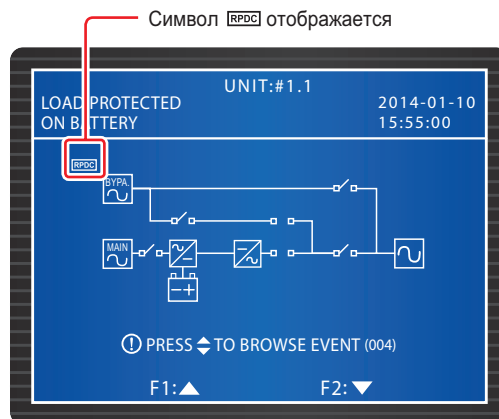 Символ RPDC отображается
UNIT:#1.1
LOAD PROTECTED
ON BATTERY
2014-01-10
15:55:00
RPDC
BYPA.
MAIN
PRESS TO BROWSE EVENT (004)
F1: F2: